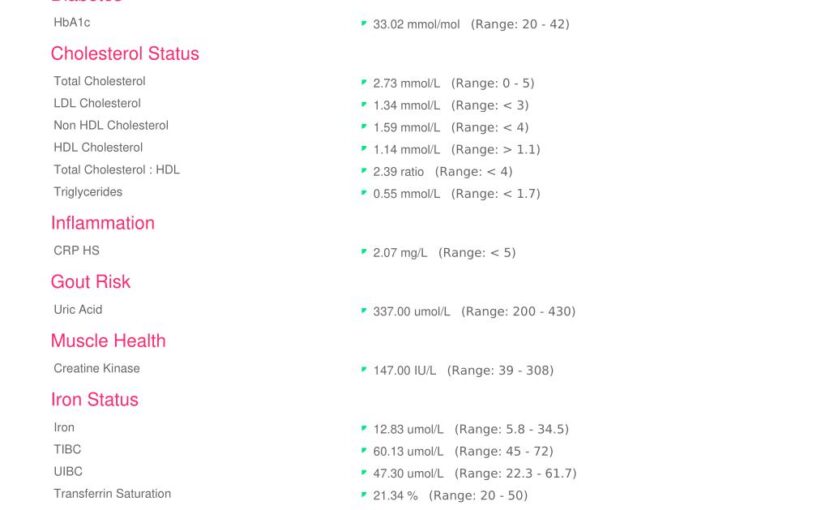 Diabetes
HbA1c 33.02 mmol/mol (Range: 20 - 42)
Cholesterol Status
Total Cholesterol 2.73 mmol/L (Range: 0 - 5)
LDL Cholesterol 1.34 mmol/L (Range: < 3)
Non HDL Cholesterol 1.59 mmol/L (Range: < 4)
HDL Cholesterol 1.14 mmol/L (Range: > 1.1)
Total Cholesterol : HDL 2.39 ratio (Range: < 4)
Triglycerides 0.55 mmol/L (Range: < 1.7)
Inflammation
CRP HS 2.07 mg/L (Range: < 5)
Gout Risk
Uric Acid 337.00 umol/L (Range: 200 - 430)
Muscle Health
Creatine Kinase 147.00 IU/L (Range: 39 - 308)
Iron Status
Iron 12.83 umol/L (Range: 5.8 - 34.5)
TIBC 60.13 umol/L (Range: 45 - 72)
UIBC 47.30 umol/L (Range: 22.3 - 61.7)
Transferrin Saturation 21.34 % (Range: 20 - 50)